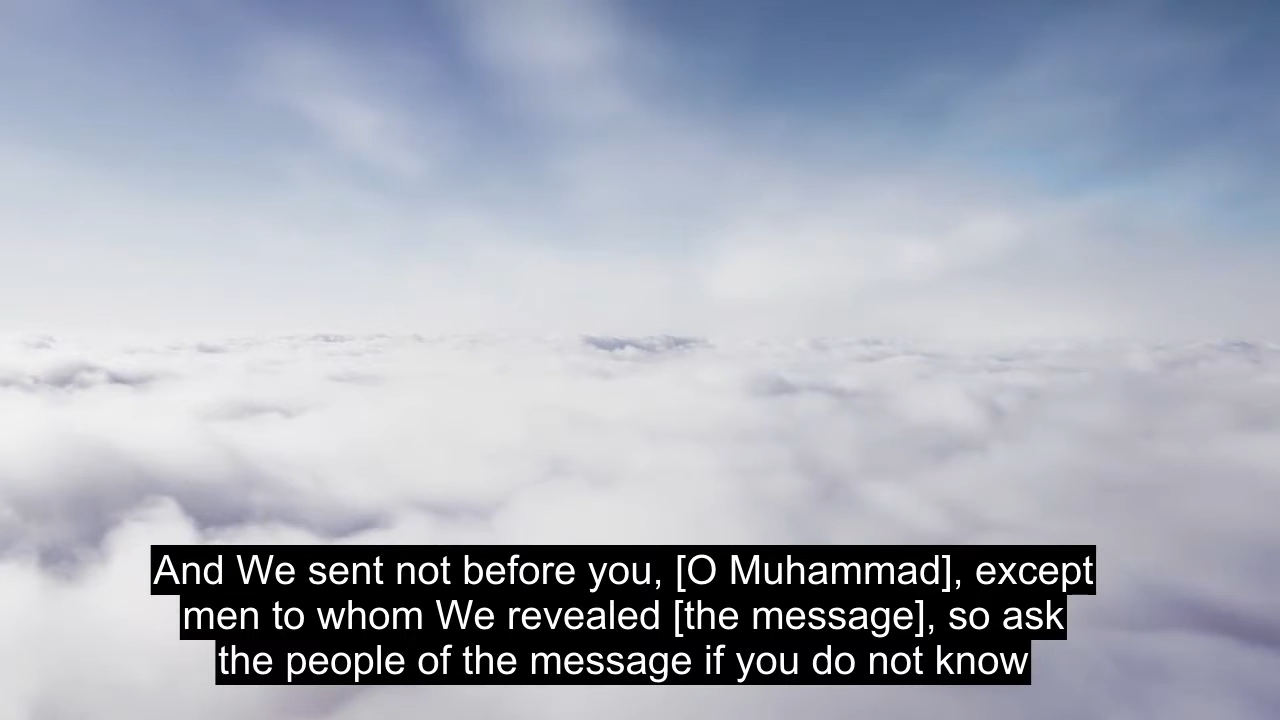 And We sent not before you, [O Muhammad], except
men to whom We revealed [the message], so ask
the people of the message if you do not know